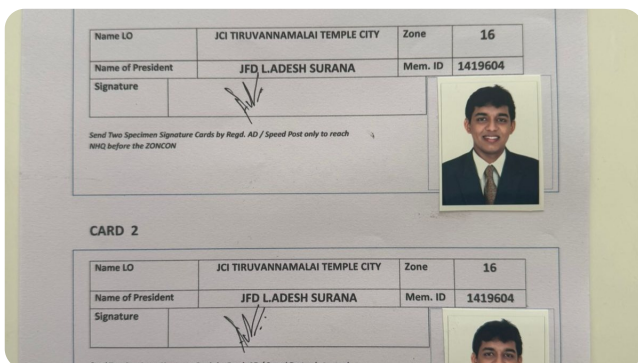 Name LO JCI TIRUVANNAMALAI TEMPLE CITY Zone 16
Name of President JFD L.ADESH SURANA Mem. ID 1419604
Signature
Send Two Specimen Signature Cards by Regd. AD / Speed Post only to reach
NHQ before the ZONCON
CARD 2
Name LO JCI TIRUVANNAMALAI TEMPLE CITY Zone 16
Name of President JFD L.ADESH SURANA Mem. ID 1419604
Signature